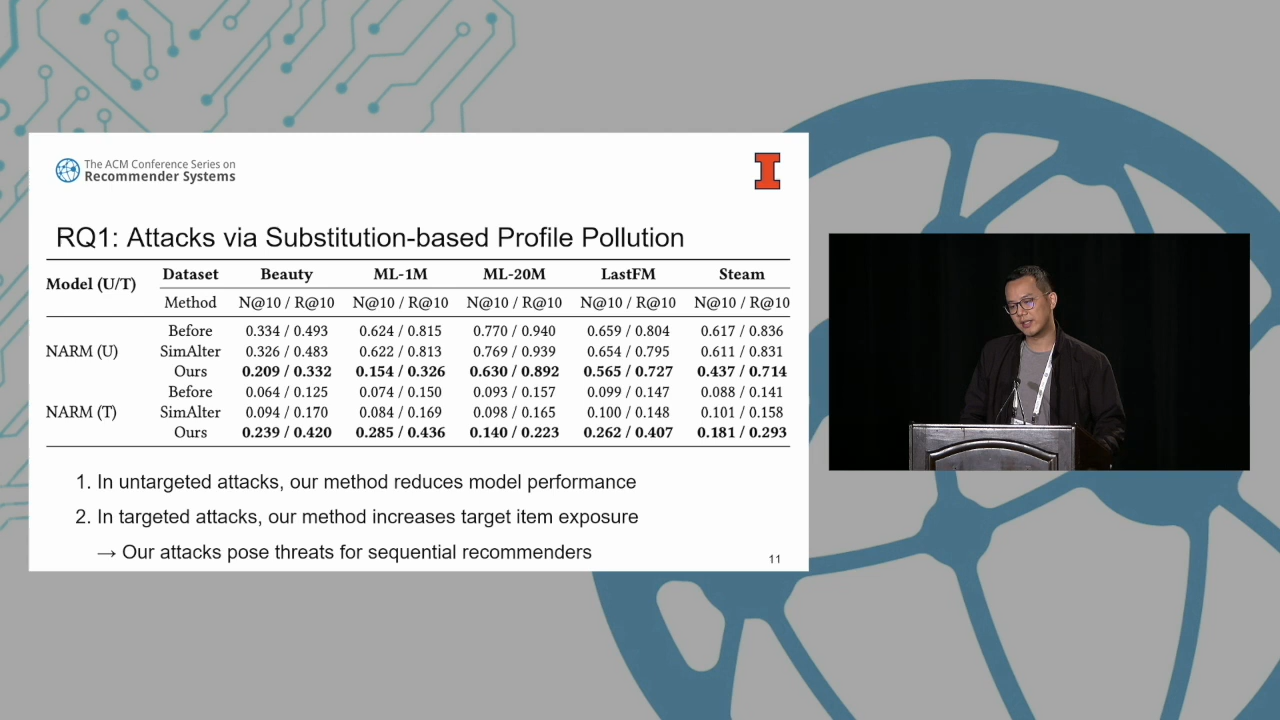 The ACM Conference Series on
Recommender Systems
RQ1: Attacks via Substitution-based Profile Pollution
Model (U/T) Dataset Beauty ML-1M ML-20M LastFM Steam
Method N@10 / R@10 N@10 / R@10 N@10 / R@10 N@10 / R@10 N@10 / R@10
Before 0.334 / 0.495 0.624 / 0.815 0.770 / 0.940 0.659 / 0.804 0.617 / 0.836
NARM (U) SimAlter 0.326 / 0.483 0.622 / 0.813 0.769 / 0.939 0.654 / 0.795 0.611 / 0.831
Ours 0.209 / 0.332 0.154 / 0.326 0.630 / 0.892 0.565 / 0.727 0.437 / 0.714
Before 0.064 / 0.125 0.074 / 0.150 0.093 / 0.157 0.099 / 0.147 0.088 / 0.141
NARM (T) SimAlter 0.094 / 0.170 0.084 / 0.169 0.098 / 0.165 0.100 / 0.148 0.101 / 0.158
Ours 0.239 / 0.420 0.285 / 0.436 0.140 / 0.223 0.262 / 0.407 0.181 / 0.293
1. In untargeted attacks, our method reduces model performance
2. In targeted attacks, our method increases target item exposure
→ Our attacks pose threats for sequential recommenders
11